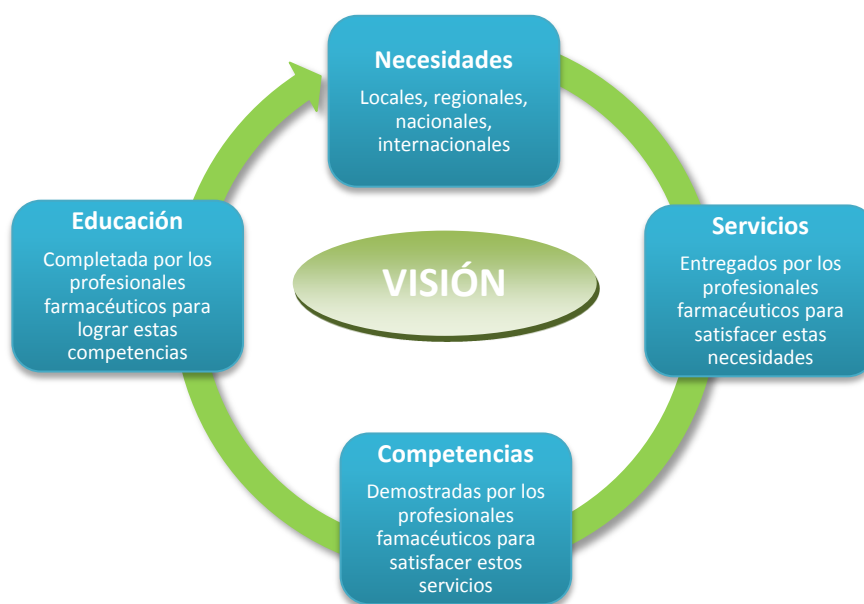 Necesidades
Locales, regionales,
nacionales,
internacionales
Servicios
Entregados por los
profesionales
farmacéuticos para
satisfacer estas
necesidades
Competencias
Demostradas por los
profesionales
famacéuticos para
satisfacer estos
servicios
Educación
Completada por los
profesionales
farmacéuticos para
lograr estas
competencias
VISIÓN